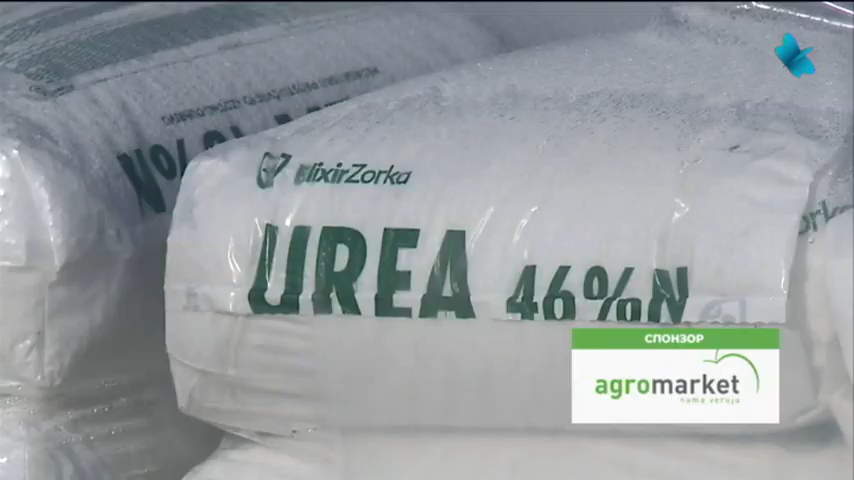 ElixirZorka
UREA 46%N
СПОНЗОР
agromarket
nama veruju